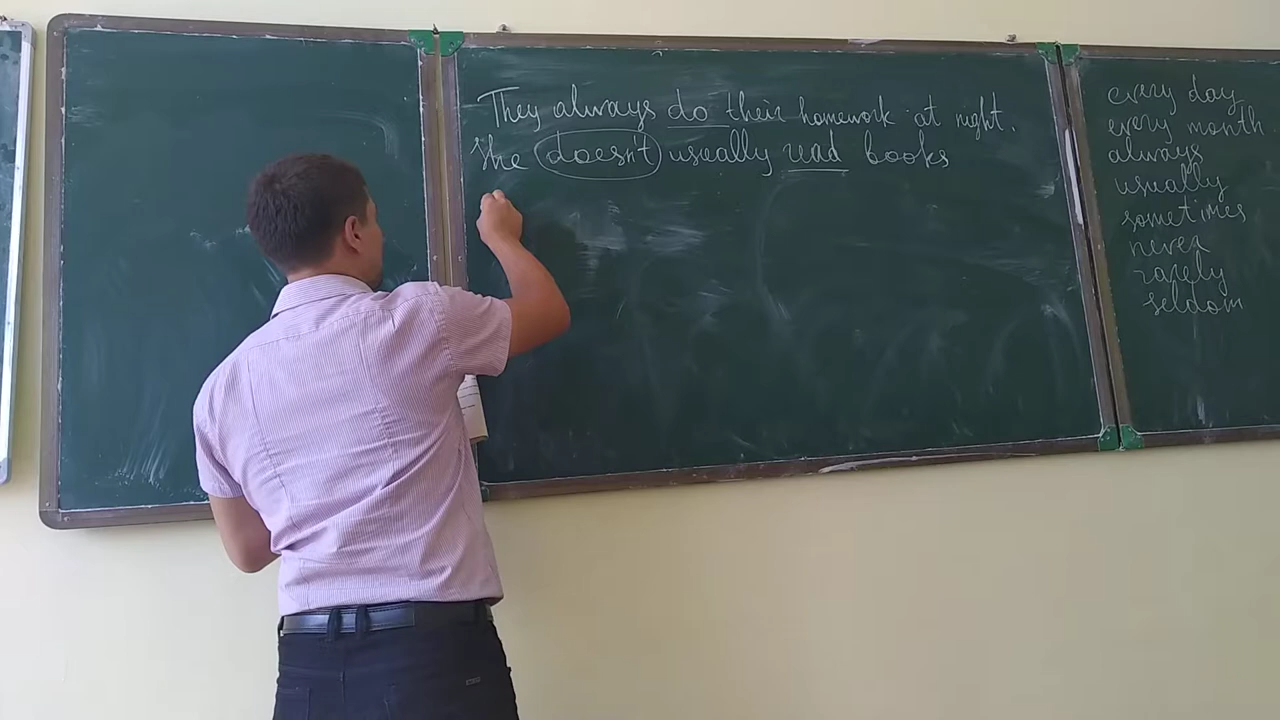 They always do their homework at night.
She doesn't usually read books
every day
every month
always
usually
sometimes
never
rarely
seldom